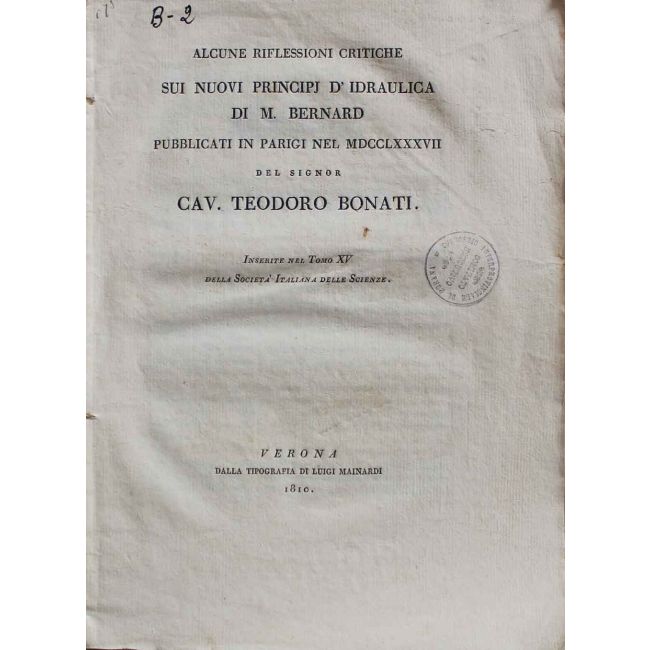 B-2
ALCUNE RIFLESSIONI CRITICHE
SUI NUOVI PRINCIPJ D'IDRAULICA
DI M. BERNARD
PUBBLICATI IN PARIGI NEL MDCCLXXXVII
DEL SIGNOR
CAV. TEODORO BONATI.
INSERITE NEL TOMO XV
DELLA SOCIETA' ITALIANA DELLE SCIENZE.
VERONA
DALLA TIPOGRAFIA DI LUIGI MAINARDI
1810.